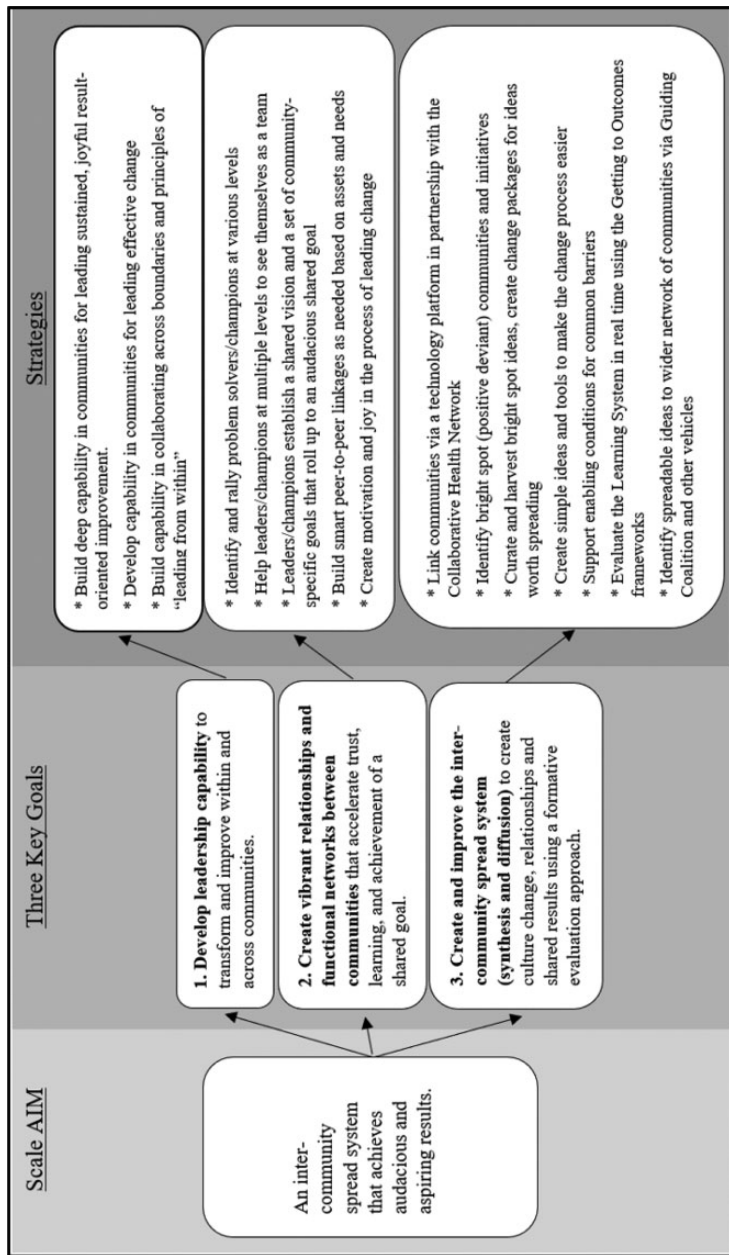 Scale AIM
An inter-
community
spread system
that achieves
audacious and
aspiring results.
Three Key Goals
1. Develop leadership capability to
transform and improve within and
across communities.
2. Create vibrant relationships and
functional networks between
communities that accelerate trust,
learning, and achievement of a
shared goal.
3. Create and improve the inter-
community spread system
(synthesis and diffusion) to create
culture change, relationships and
shared results using a formative
evaluation approach.
Strategies
* Build deep capability in communities for leading sustained, joyful result-
oriented improvement.
* Develop capability in communities for leading effective change
* Build capability in collaborating across boundaries and principles of
“leading from within”
* Identify and rally problem solvers/champions at various levels
* Help leaders/champions at multiple levels to see themselves as a team
* Leaders/champions establish a shared vision and a set of community-
specific goals that roll up to an audacious shared goal
* Build smart peer-to-peer linkages as needed based on assets and needs
* Create motivation and joy in the process of leading change
* Link communities via a technology platform in partnership with the
Collaborative Health Network
* Identify bright spot (positive deviant) communities and initiatives
* Curate and harvest bright spot ideas, create change packages for ideas
worth spreading
* Create simple ideas and tools to make the change process easier
* Support enabling conditions for common barriers
* Evaluate the Learning System in real time using the Getting to Outcomes
frameworks
* Identify spreadable ideas to wider network of communities via Guiding
Coalition and other vehicles